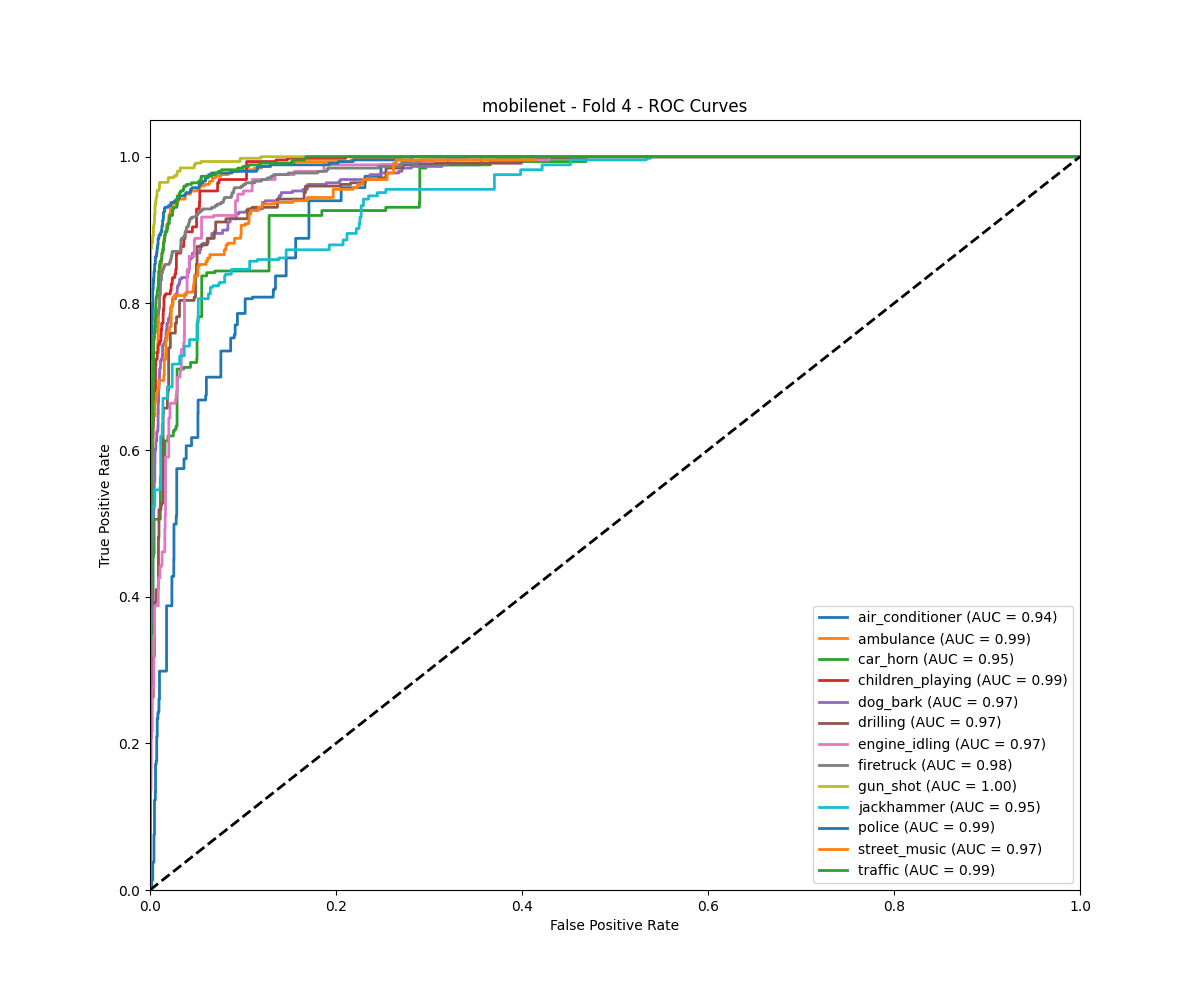 mobilenet - Fold 4 - ROC Curves
1.0
0.8
0.6
0.4
0.2
0.0
True Positive Rate
0.0 0.2 0.4 0.6 0.8 1.0
False Positive Rate
air_conditioner (AUC = 0.94)
ambulance (AUC = 0.99)
car_horn (AUC = 0.95)
children_playing (AUC = 0.99)
dog_bark (AUC = 0.97)
drilling (AUC = 0.97)
engine_idling (AUC = 0.97)
firetruck (AUC = 0.98)
gun_shot (AUC = 1.00)
jackhammer (AUC = 0.95)
police (AUC = 0.99)
street_music (AUC = 0.97)
traffic (AUC = 0.99)